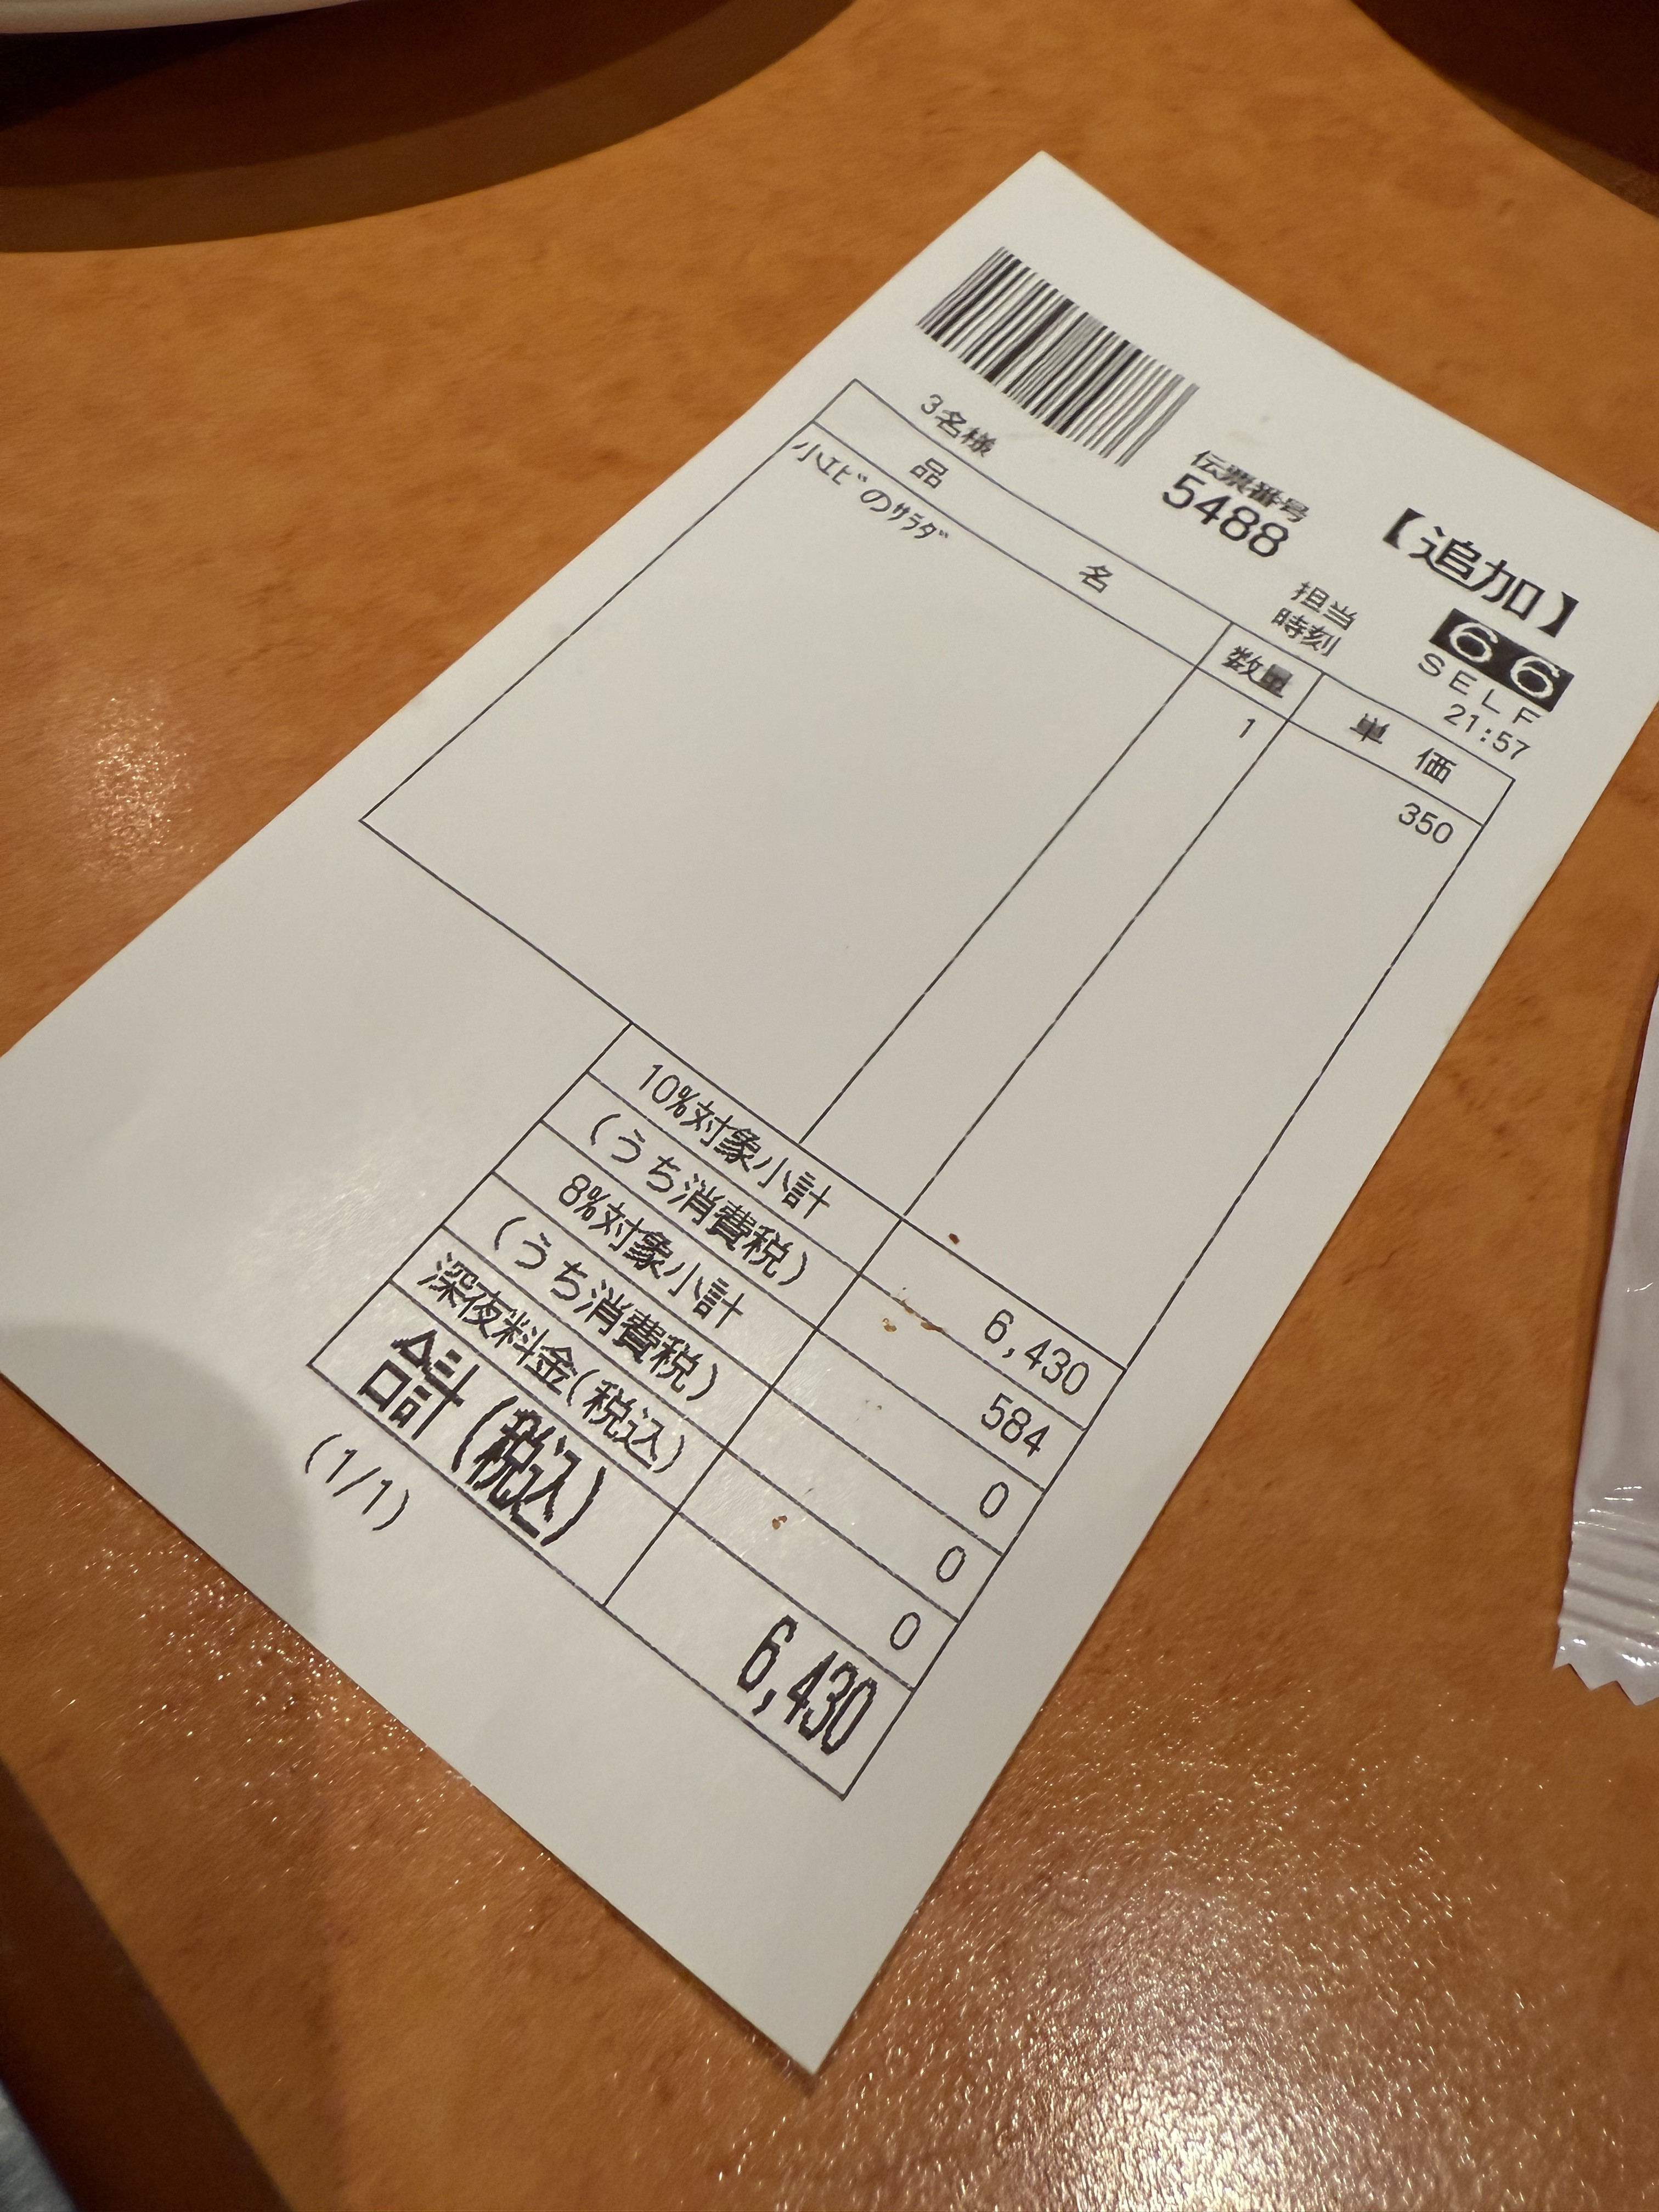 【追加】
伝票番号
66
5488
担当 SELF
3名様 時刻 21:57
品名 数量 単価
小ｴﾋﾞのｻﾗﾀﾞ 1 350
10%対象小計 6,430
(うち消費税) 584
8%対象小計 0
(うち消費税) 0
深夜料金(税込) 0
合計(税込) 6,430
(1/1)